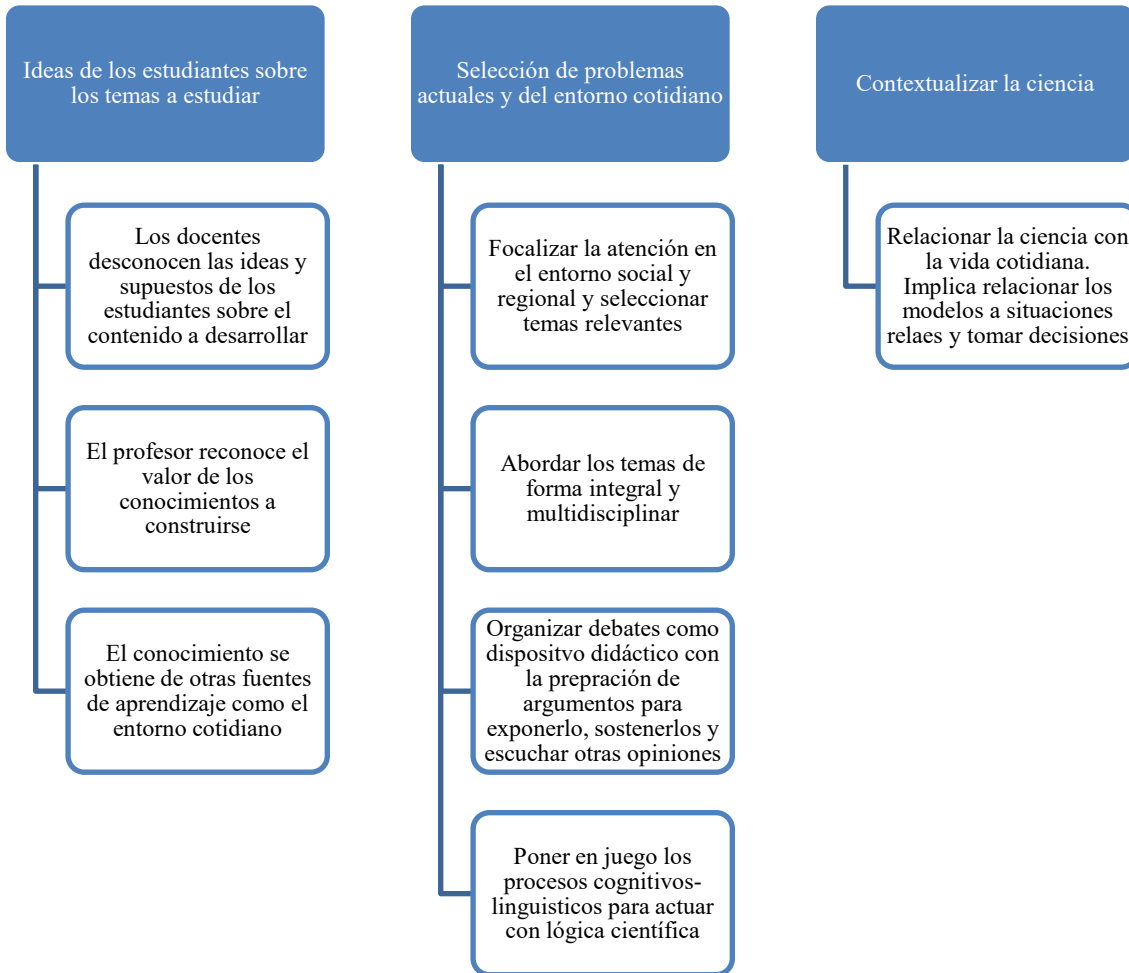 Ideas de los estudiantes sobre
los temas a estudiar
Los docentes
desconocen las ideas y
supuestos de los
estudiantes sobre el
contenido a desarrollar
El profesor reconoce el
valor de los
conocimientos a
construirse
El conocimiento se
obtiene de otras fuentes
de aprendizaje como el
entorno cotidiano
Selección de problemas
actuales y del entorno cotidiano
Focalizar la atención en
el entorno social y
regional y seleccionar
temas relevantes
Abordar los temas de
forma integral y
multidisciplinar
Organizar debates como
dispositvo didáctico con
la prepración de
argumentos para
exponerlo, sostenerlos y
escuchar otras opiniones
Poner en juego los
procesos cognitivos-
linguisticos para actuar
con lógica científica
Contextualizar la ciencia
Relacionar la ciencia con
la vida cotidiana.
Implica relacionar los
modelos a situaciones
relaes y tomar decisiones